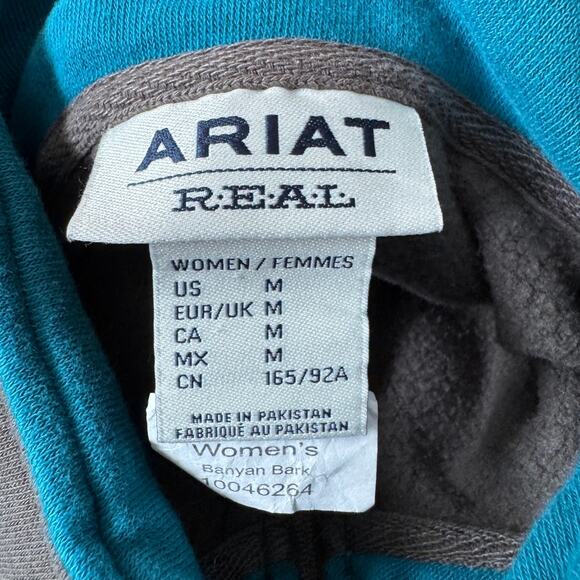 ARIAT
R·E·A·L
WOMEN / FEMMES
US M
EUR/UK M
CA M
MX M
CN 165/92A
MADE IN PAKISTAN
FABRIQUÉ AU PAKISTAN
Women's
Banyan Bark
10046264